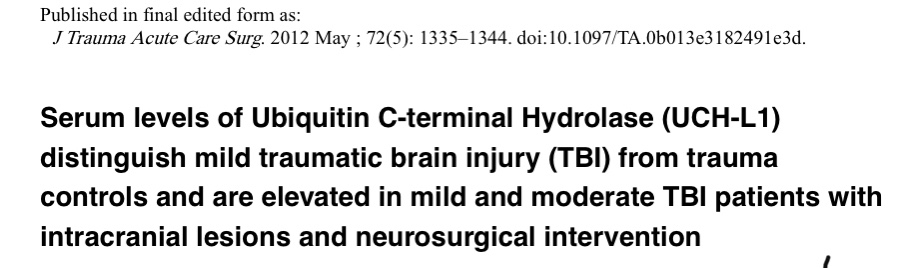 Published in final edited form as:
J Trauma Acute Care Surg. 2012 May ; 72(5): 1335–1344. doi:10.1097/TA.0b013e3182491e3d.
Serum levels of Ubiquitin C-terminal Hydrolase (UCH-L1)
distinguish mild traumatic brain injury (TBI) from trauma
controls and are elevated in mild and moderate TBI patients with
intracranial lesions and neurosurgical intervention